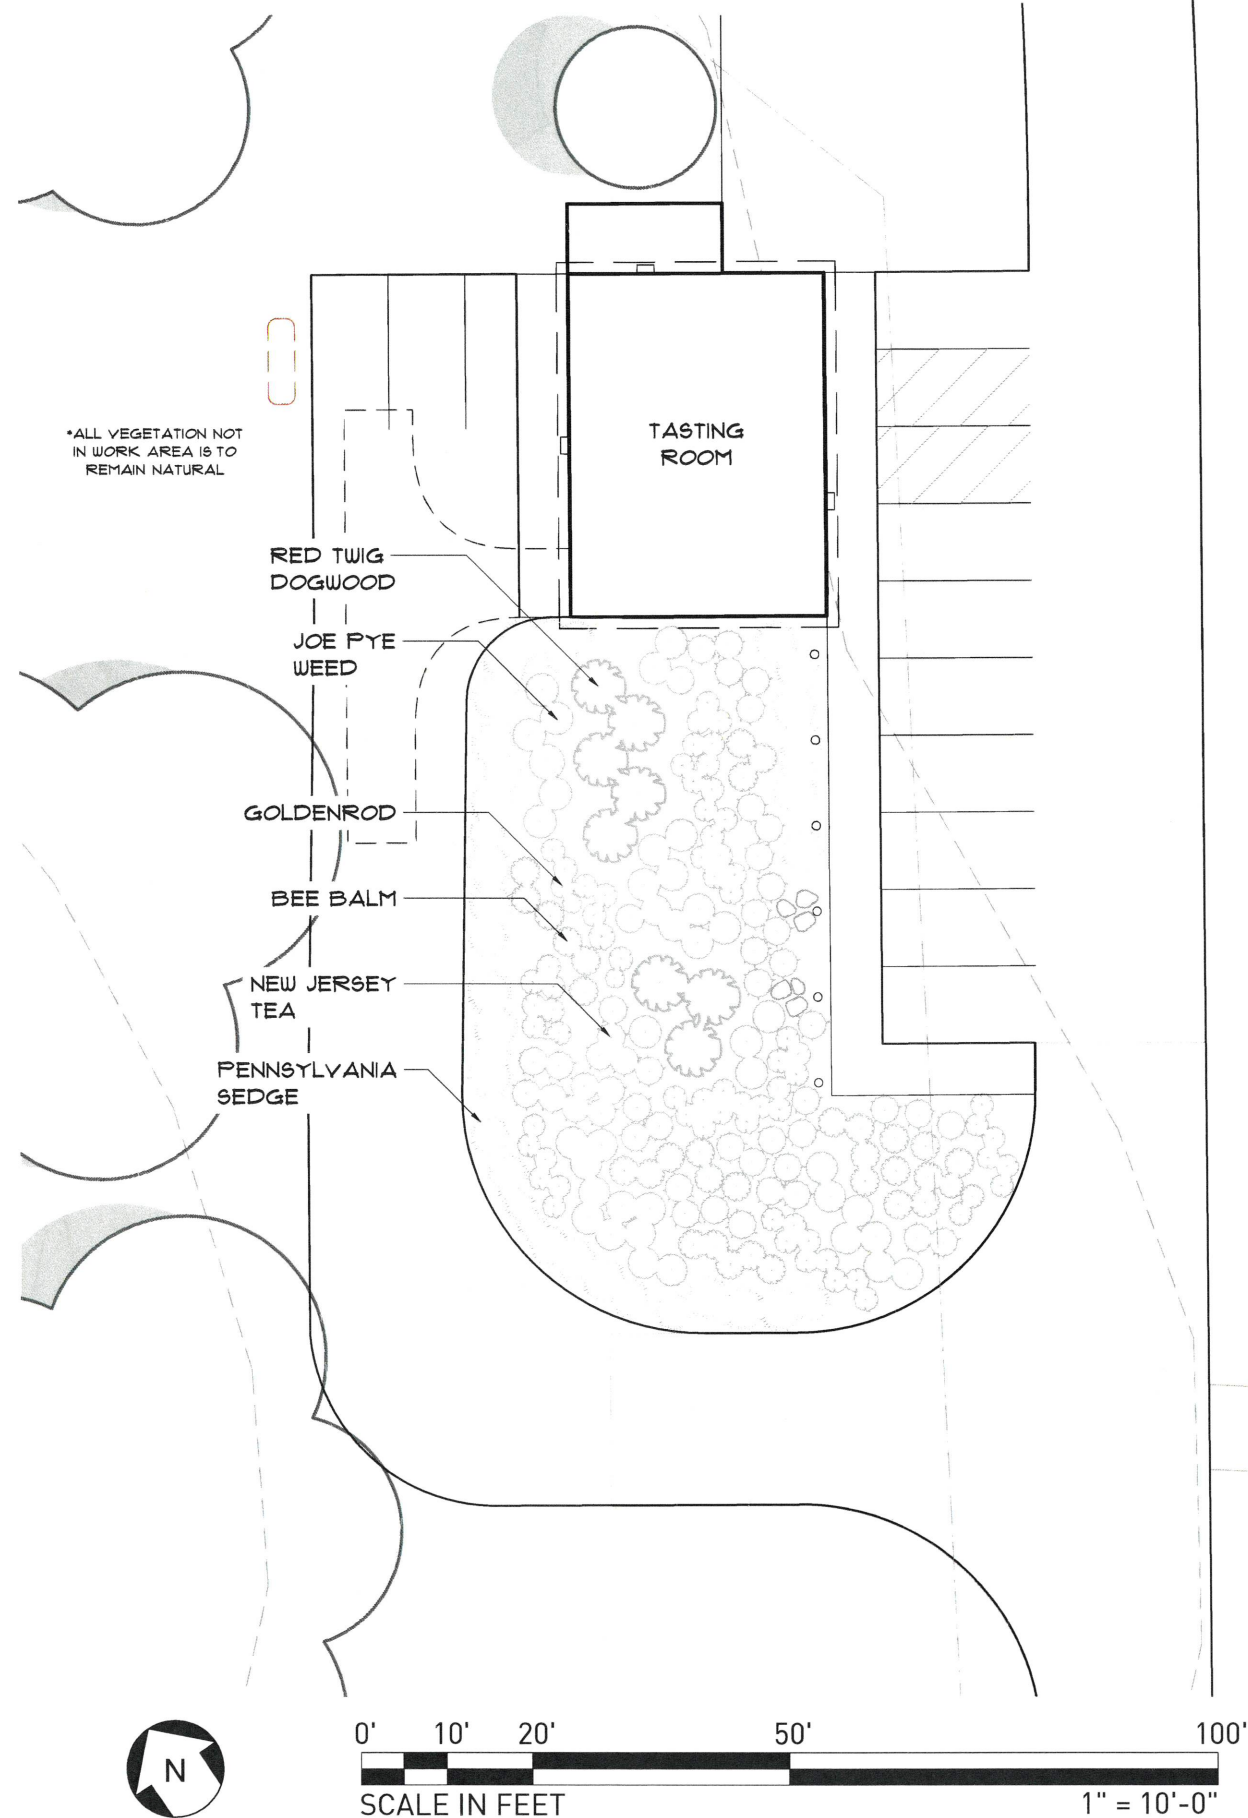 TASTING
ROOM
*ALL VEGETATION NOT
IN WORK AREA IS TO
REMAIN NATURAL
RED TWIG
DOGWOOD
JOE PYE
WEED
GOLDENROD
BEE BALM
NEW JERSEY
TEA
PENNSYLVANIA
SEDGE
N
0' 10' 20' 50' 100'
SCALE IN FEET 1" = 10'-0"